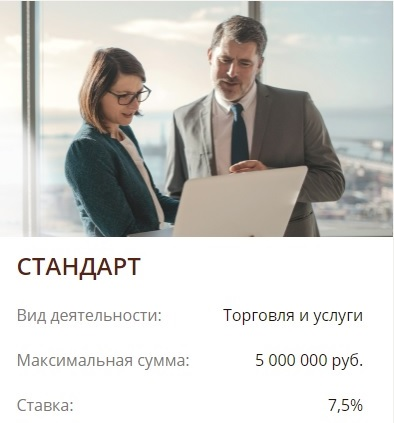 СТАНДАРТ
Вид деятельности: Торговля и услуги
Максимальная сумма: 5 000 000 руб.
Ставка: 7,5%